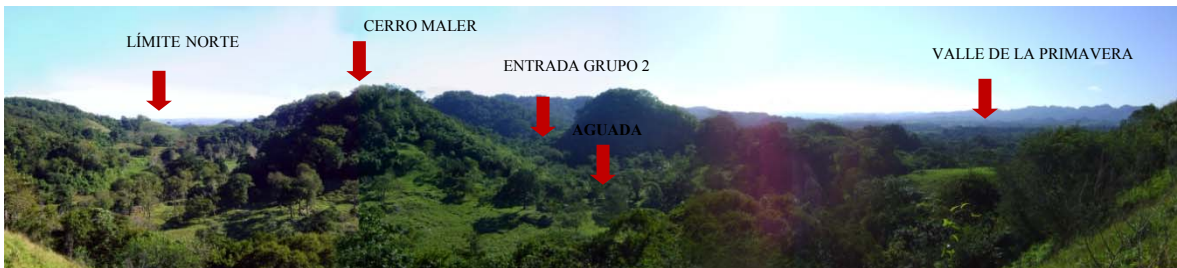 LÍMITE NORTE
CERRO MALER
ENTRADA GRUPO 2
AGUADA
VALLE DE LA PRIMAVERA